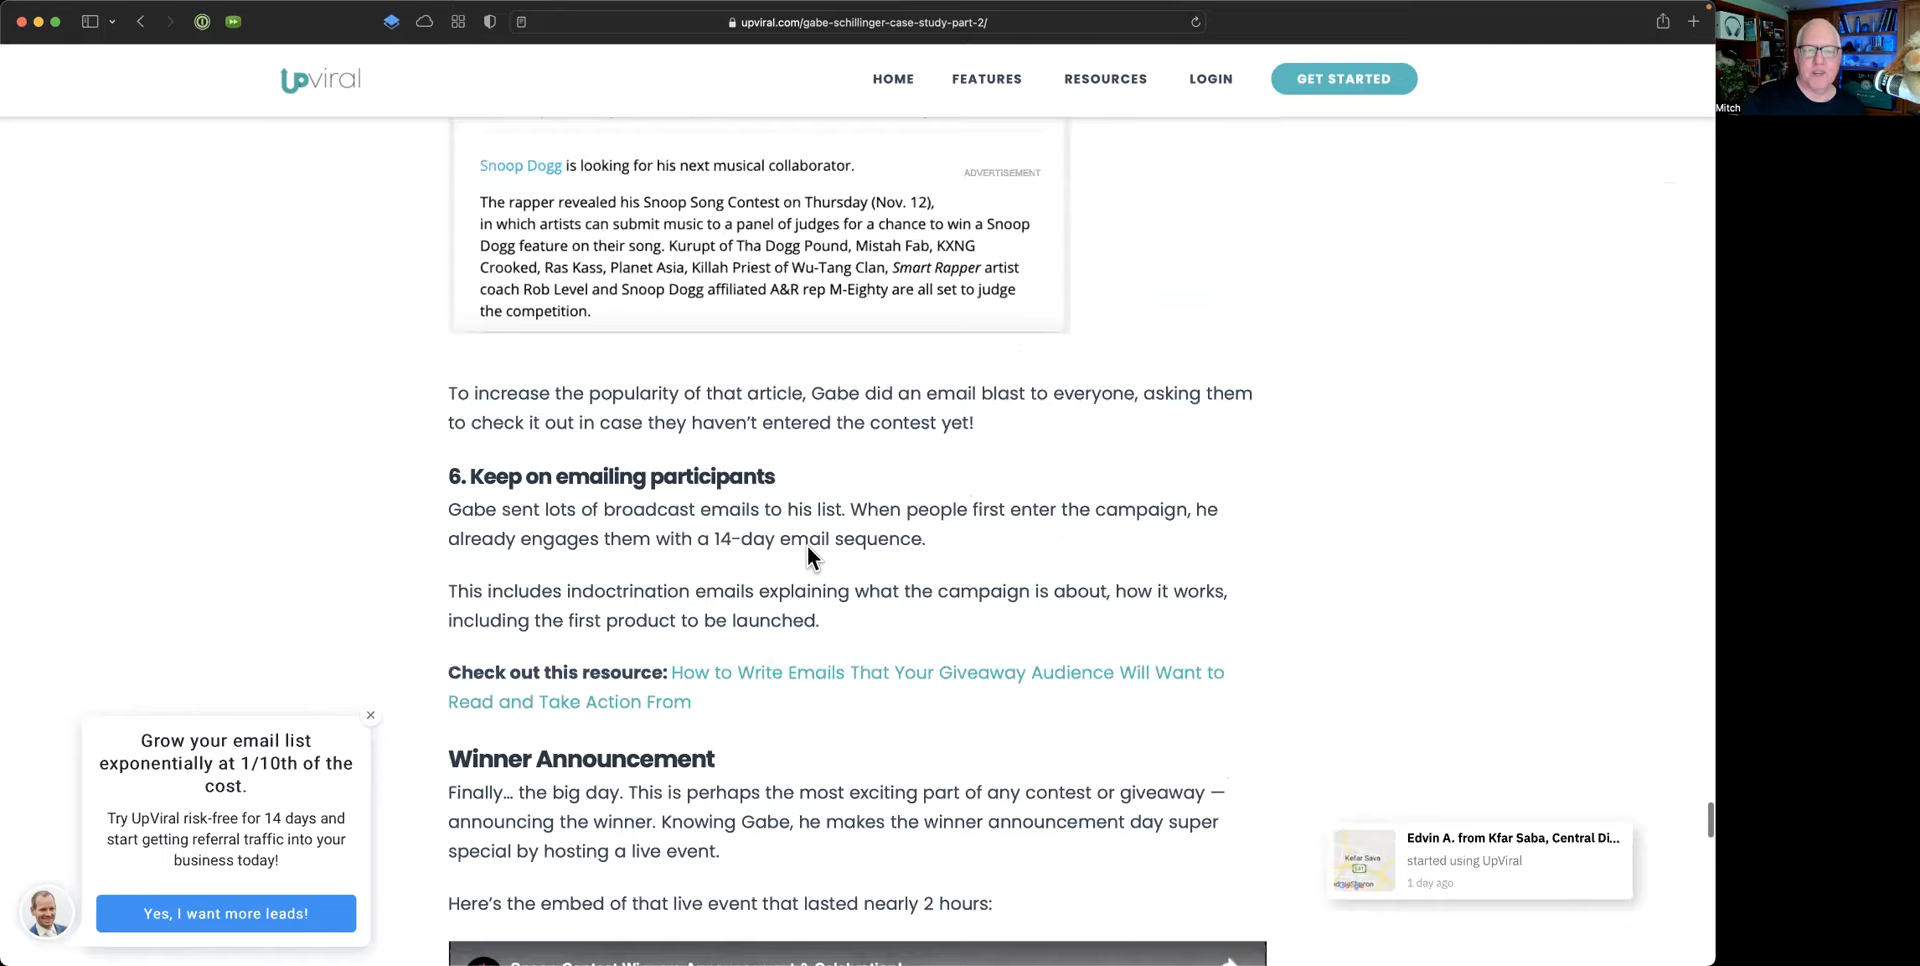 upviral.com/gabe-schillinger-case-study-part-2/
Mitch
upviral
HOME
FEATURES
RESOURCES
LOGIN
GET STARTED
Snoop Dogg is looking for his next musical collaborator.
ADVERTISEMENT
The rapper revealed his Snoop Song Contest on Thursday (Nov. 12),
in which artists can submit music to a panel of judges for a chance to win a Snoop
Dogg feature on their song. Kurupt of Tha Dogg Pound, Mistah Fab, KXNG
Crooked, Ras Kass, Planet Asia, Killah Priest of Wu-Tang Clan, Smart Rapper artist
coach Rob Level and Snoop Dogg affiliated A&R rep M-Eighty are all set to judge
the competition.
To increase the popularity of that article, Gabe did an email blast to everyone, asking them
to check it out in case they haven’t entered the contest yet!
6. Keep on emailing participants
Gabe sent lots of broadcast emails to his list. When people first enter the campaign, he
already engages them with a 14-day email sequence.
This includes indoctrination emails explaining what the campaign is about, how it works,
including the first product to be launched.
Check out this resource: How to Write Emails That Your Giveaway Audience Will Want to
Read and Take Action From
Winner Announcement
Finally… the big day. This is perhaps the most exciting part of any contest or giveaway —
announcing the winner. Knowing Gabe, he makes the winner announcement day super
special by hosting a live event.
Here’s the embed of that live event that lasted nearly 2 hours:
Grow your email list
exponentially at 1/10th of the
cost.
Try UpViral risk-free for 14 days and
start getting referral traffic into your
business today!
Yes, I want more leads!
Kefar Sava
Edvin A. from Kfar Saba, Central Di...
started using UpViral
1 day ago